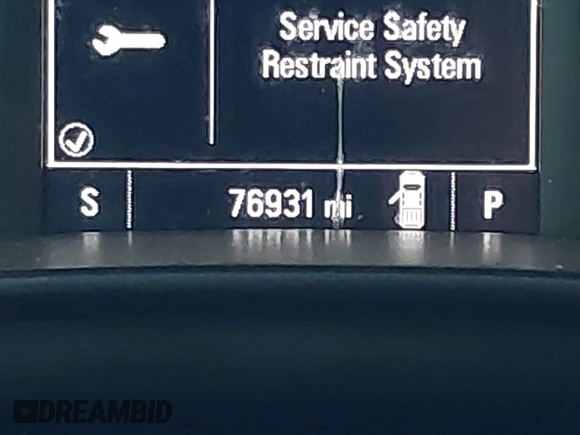 Service Safety
Restraint System
S 76931 mi P
DREAMBID